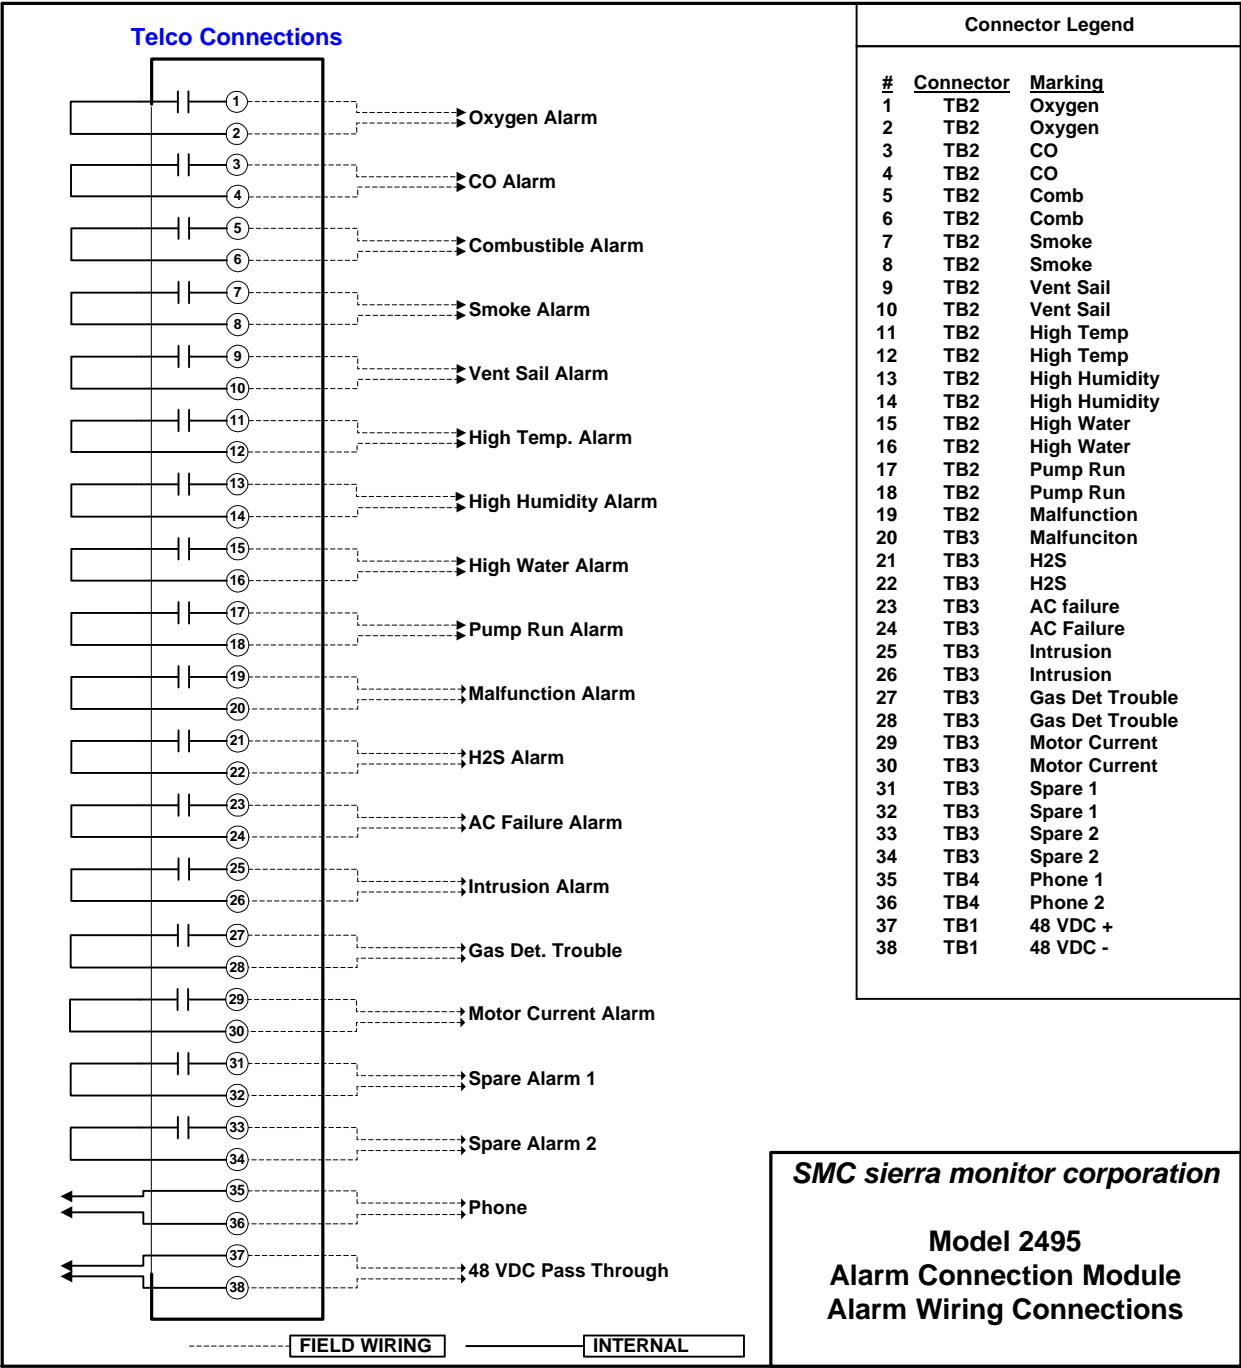 Telco Connections
1
2
Oxygen Alarm
3
4
CO Alarm
5
6
Combustible Alarm
7
8
Smoke Alarm
9
10
Vent Sail Alarm
11
12
High Temp. Alarm
13
14
High Humidity Alarm
15
16
High Water Alarm
17
18
Pump Run Alarm
19
20
Malfunction Alarm
21
22
H2S Alarm
23
24
AC Failure Alarm
25
26
Intrusion Alarm
27
28
Gas Det. Trouble
29
30
Motor Current Alarm
31
32
Spare Alarm 1
33
34
Spare Alarm 2
35
36
Phone
37
38
48 VDC Pass Through
FIELD WIRING
INTERNAL
Connector Legend
# Connector Marking
1 TB2 Oxygen
2 TB2 Oxygen
3 TB2 CO
4 TB2 CO
5 TB2 Comb
6 TB2 Comb
7 TB2 Smoke
8 TB2 Smoke
9 TB2 Vent Sail
10 TB2 Vent Sail
11 TB2 High Temp
12 TB2 High Temp
13 TB2 High Humidity
14 TB2 High Humidity
15 TB2 High Water
16 TB2 High Water
17 TB2 Pump Run
18 TB2 Pump Run
19 TB2 Malfunction
20 TB3 Malfunciton
21 TB3 H2S
22 TB3 H2S
23 TB3 AC failure
24 TB3 AC Failure
25 TB3 Intrusion
26 TB3 Intrusion
27 TB3 Gas Det Trouble
28 TB3 Gas Det Trouble
29 TB3 Motor Current
30 TB3 Motor Current
31 TB3 Spare 1
32 TB3 Spare 1
33 TB3 Spare 2
34 TB3 Spare 2
35 TB4 Phone 1
36 TB4 Phone 2
37 TB1 48 VDC +
38 TB1 48 VDC -
SMC sierra monitor corporation
Model 2495
Alarm Connection Module
Alarm Wiring Connections